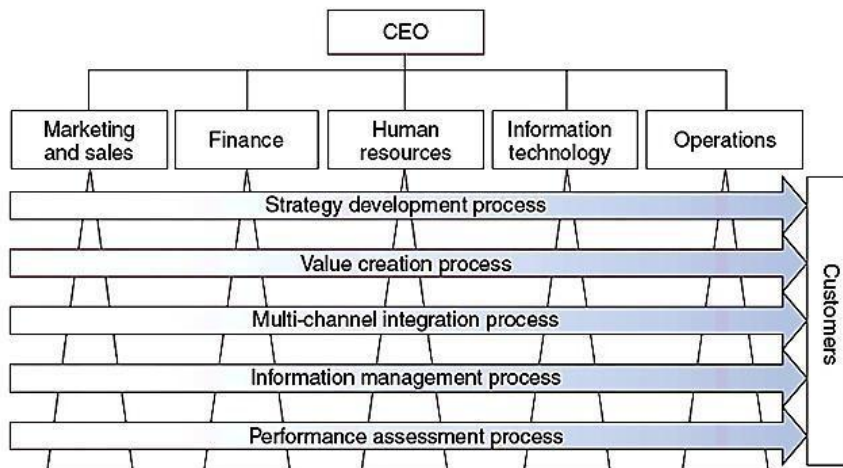 CEO
Marketing
and sales
Finance
Human
resources
Information
technology
Operations
Strategy development process
Value creation process
Multi-channel integration process
Information management process
Performance assessment process
Customers